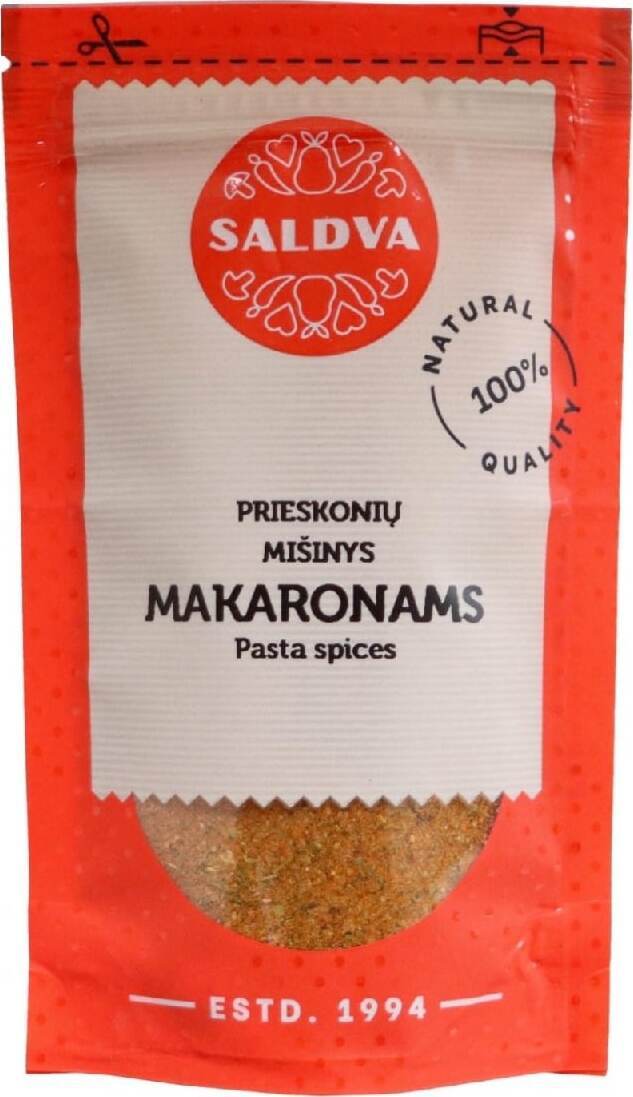 SALDVA
NATURAL
100%
QUALITY
PRIESKONIŲ
MIŠINYS
MAKARONAMS
Pasta spices
ESTD. 1994